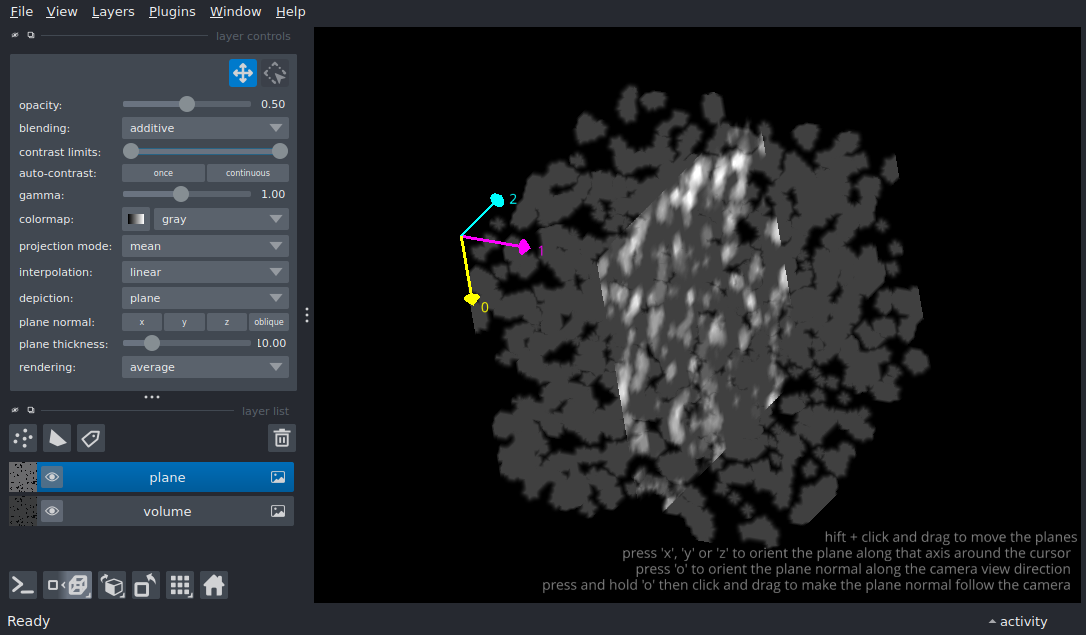 File View Layers Plugins Window Help
layer controls
opacity: 0.50
blending: additive
contrast limits:
auto-contrast: once continuous
gamma: 1.00
colormap: gray
projection mode: mean
interpolation: linear
depiction: plane
plane normal: x y z oblique
plane thickness: 10.00
rendering: average
layer list
plane
volume
2
1
0
hift + click and drag to move the planes
press 'x', 'y' or 'z' to orient the plane along that axis around the cursor
press 'o' to orient the plane normal along the camera view direction
press and hold 'o' then click and drag to make the plane normal follow the camera
Ready
activity